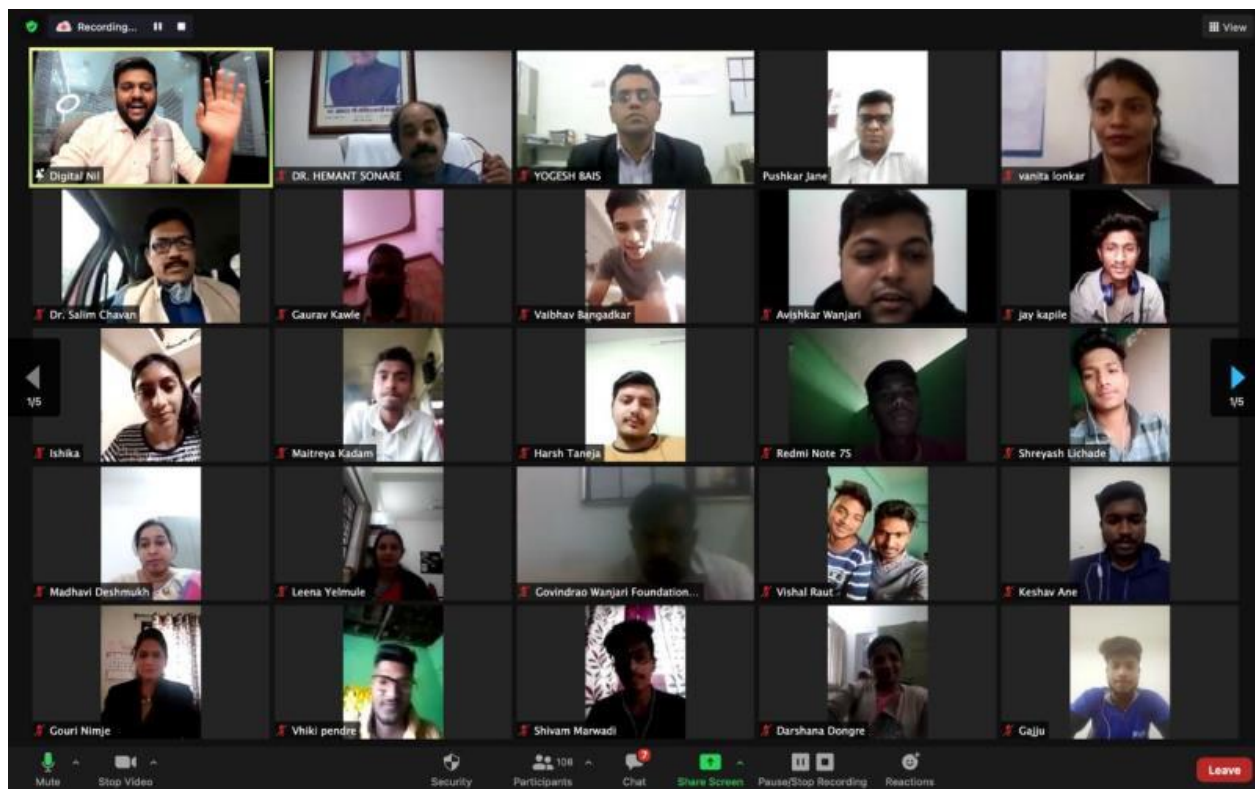 Recording...
View
Digital Nil
DR. HEMANT SONARE
YOGESH BAIS
Pushkar Jane
vanita lonkar
Dr. Salim Chavan
Gaurav Kawle
Vaibhav Bangadkar
Avishkar Wanjari
jay kapile
1/5
1/5
Ishika
Maitreya Kadam
Harsh Taneja
Redmi Note 7S
Shreyash Lichade
Madhavi Deshmukh
Leena Yelmule
Govindrao Wanjari Foundation...
Vishal Raut
Keshav Ane
Gouri Nimje
Vhiki pendre
Shivam Marwadi
Darshana Dongre
Gajju
Mute
Stop Video
Security
Participants
108
Chat
7
Share Screen
Pause/Stop Recording
Reactions
Leave